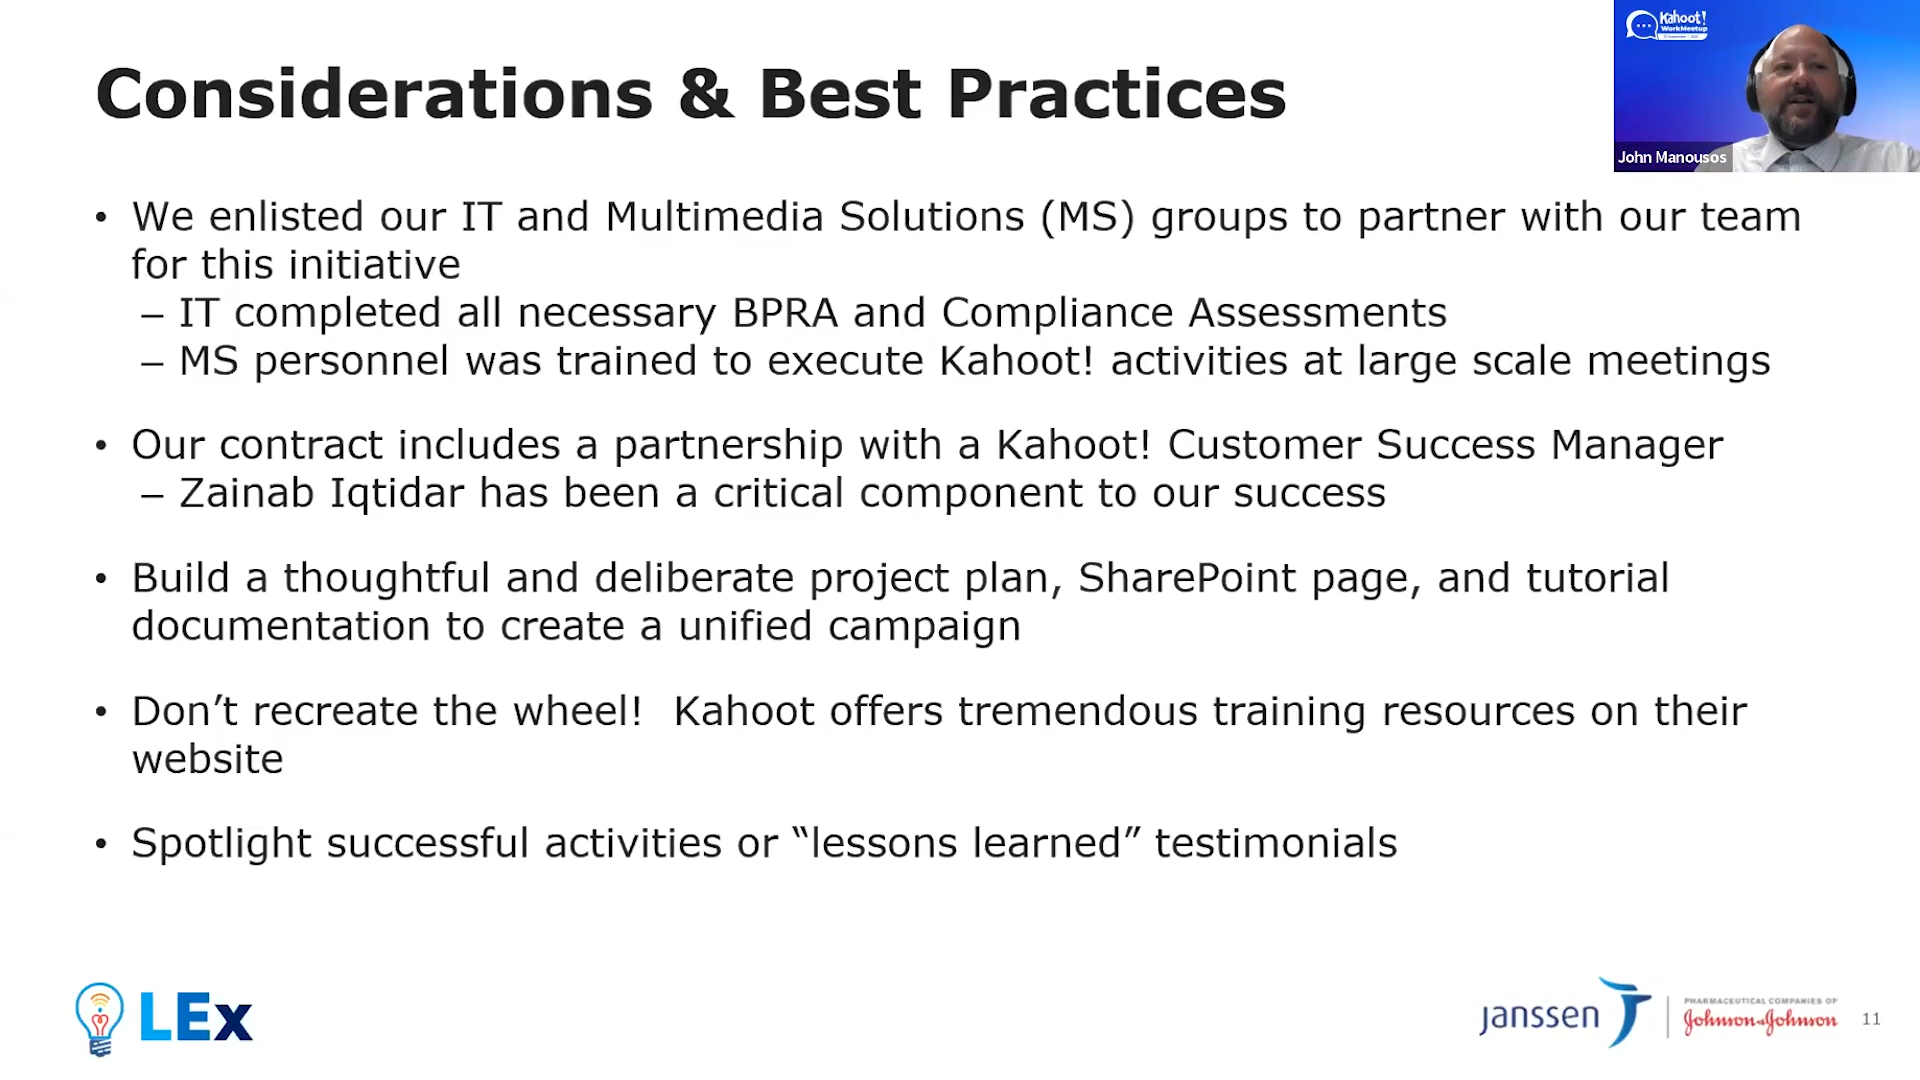 Kahoot!
WorkMeetup
John Manousos
Considerations & Best Practices
• We enlisted our IT and Multimedia Solutions (MS) groups to partner with our team
for this initiative
– IT completed all necessary BPRA and Compliance Assessments
– MS personnel was trained to execute Kahoot! activities at large scale meetings
• Our contract includes a partnership with a Kahoot! Customer Success Manager
– Zainab Iqtidar has been a critical component to our success
• Build a thoughtful and deliberate project plan, SharePoint page, and tutorial
documentation to create a unified campaign
• Don’t recreate the wheel!  Kahoot offers tremendous training resources on their
website
• Spotlight successful activities or “lessons learned” testimonials
LEx
janssen
PHARMACEUTICAL COMPANIES OF
Johnson & Johnson
11